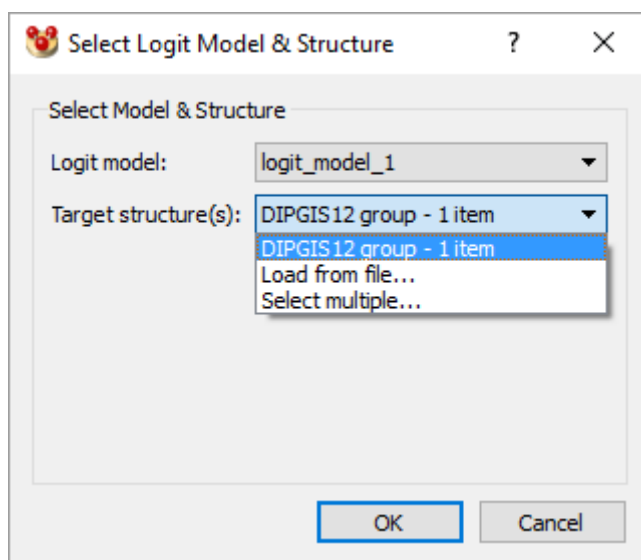 Select Logit Model & Structure ?
Select Model & Structure
Logit model: logit_model_1
Target structure(s): DIPGIS12 group - 1 item
DIPGIS12 group - 1 item
Load from file...
Select multiple...
OK Cancel